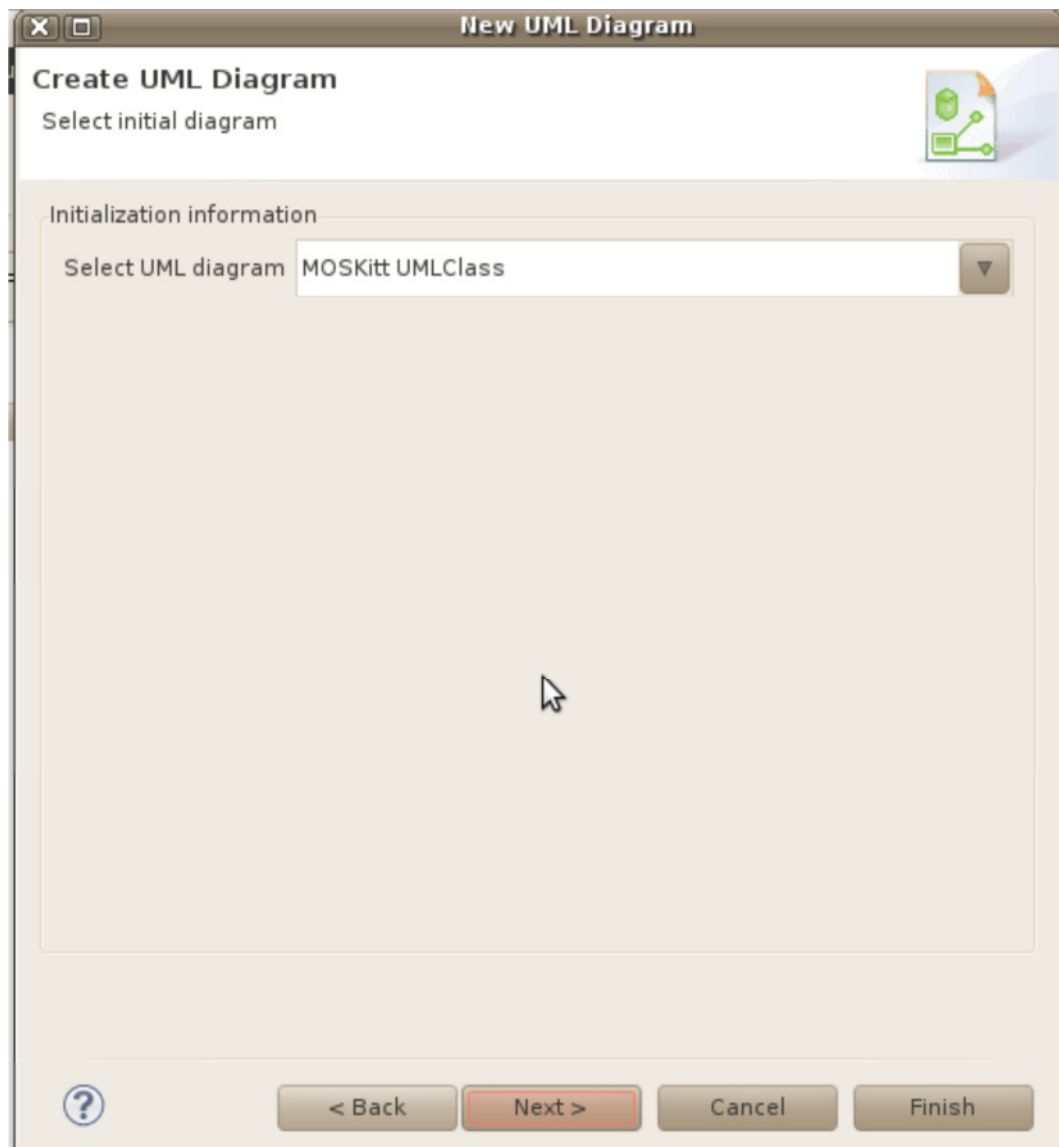 New UML Diagram
Create UML Diagram
Select initial diagram
Initialization information
Select UML diagram MOSKitt UMLClass
< Back Next > Cancel Finish